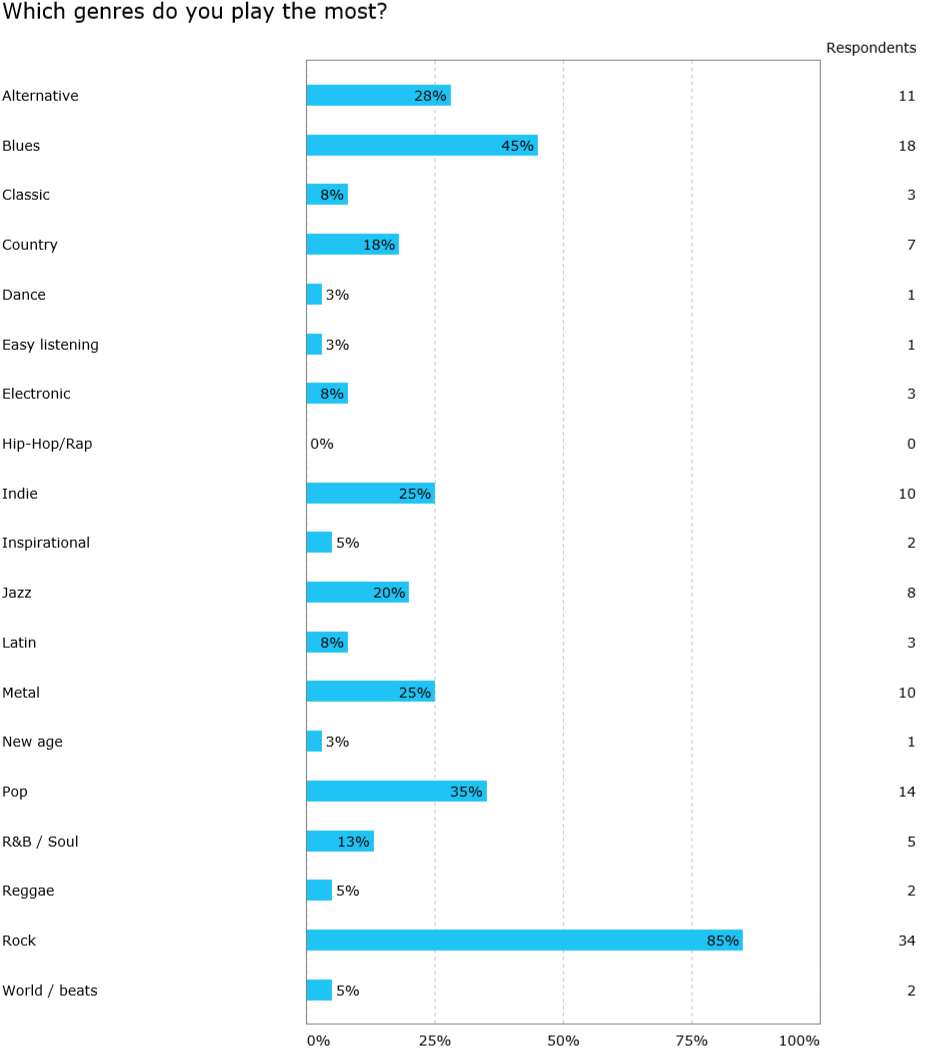 Which genres do you play the most?
Respondents
Alternative 28% 11
Blues 45% 18
Classic 8% 3
Country 18% 7
Dance 3% 1
Easy listening 3% 1
Electronic 8% 3
Hip-Hop/Rap 0% 0
Indie 25% 10
Inspirational 5% 2
Jazz 20% 8
Latin 8% 3
Metal 25% 10
New age 3% 1
Pop 35% 14
R&B / Soul 13% 5
Reggae 5% 2
Rock 85% 34
World / beats 5% 2
0% 25% 50% 75% 100%